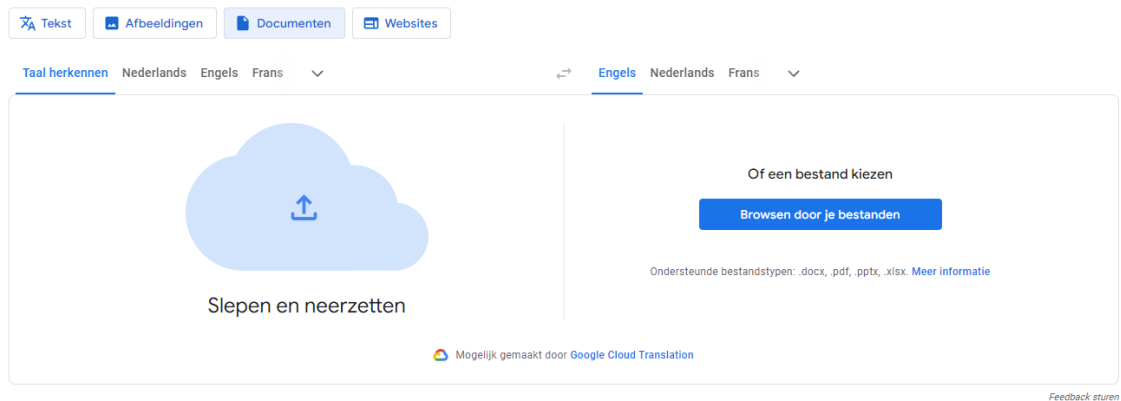 Tekst Afbeeldingen Documenten Websites
Taal herkennen Nederlands Engels Frans Engels Nederlands Frans
Of een bestand kiezen
Browsen door je bestanden
Ondersteunde bestandstypen: .docx, .pdf, .pptx, .xlsx. Meer informatie
Slepen en neerzetten
Mogelijk gemaakt door Google Cloud Translation
Feedback sturen